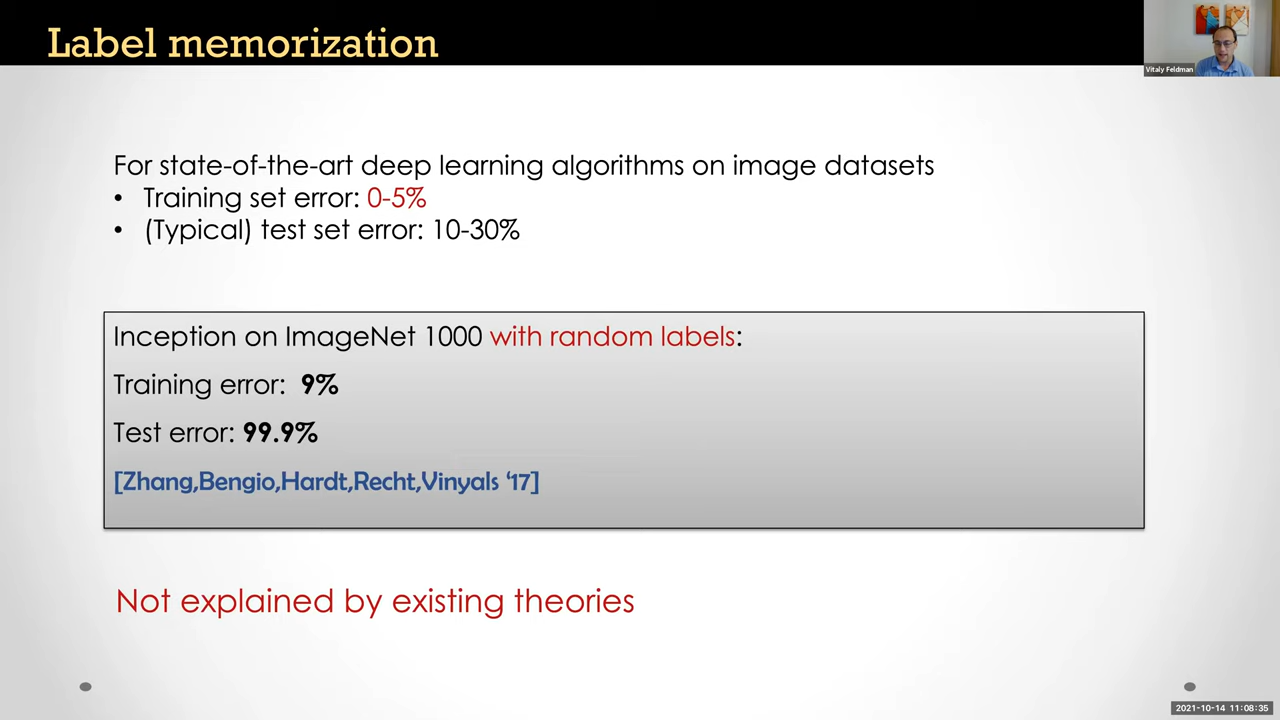 Label memorization
Vitaly Feldman
For state-of-the-art deep learning algorithms on image datasets
• Training set error: 0-5%
• (Typical) test set error: 10-30%
Inception on ImageNet 1000 with random labels:
Training error: 9%
Test error: 99.9%
[Zhang,Bengio,Hardt,Recht,Vinyals ‘17]
Not explained by existing theories
2021-10-14 11:08:35